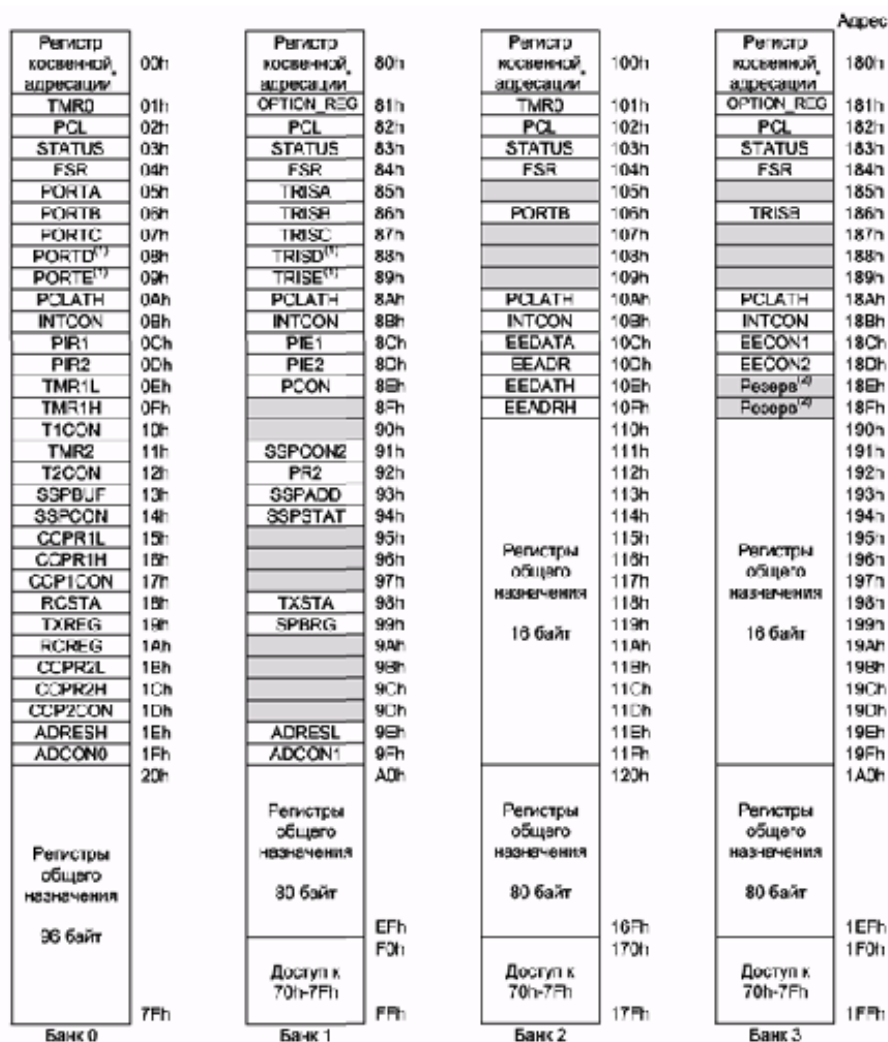 Адрес
Регистр косвенной адресации * 00h Регистр косвенной адресации * 80h Регистр косвенной адресации * 100h Регистр косвенной адресации * 180h
TMR0 01h OPTION_REG 81h TMR0 101h OPTION_REG 181h
PCL 02h PCL 82h PCL 102h PCL 182h
STATUS 03h STATUS 83h STATUS 103h STATUS 183h
FSR 04h FSR 84h FSR 104h FSR 184h
PORTA 05h TRISA 85h 105h 185h
PORTB 06h TRISB 86h PORTB 106h TRISB 186h
PORTC 07h TRISC 87h 107h 187h
PORTD(1) 08h TRISD(1) 88h 108h 188h
PORTE(1) 09h TRISE(1) 89h 109h 189h
PCLATH 0Ah PCLATH 8Ah PCLATH 10Ah PCLATH 18Ah
INTCON 0Bh INTCON 8Bh INTCON 10Bh INTCON 18Bh
PIR1 0Ch PIE1 8Ch EEDATA 10Ch EECON1 18Ch
PIR2 0Dh PIE2 8Dh EEADR 10Dh EECON2 18Dh
TMR1L 0Eh PCON 8Eh EEDATH 10Eh Резерв(2) 18Eh
TMR1H 0Fh 8Fh EEADRH 10Fh Резерв(2) 18Fh
T1CON 10h 90h 110h 190h
TMR2 11h SSPCON2 91h 111h 191h
T2CON 12h PR2 92h 112h 192h
SSPBUF 13h SSPADD 93h 113h 193h
SSPCON 14h SSPSTAT 94h 114h 194h
CCPR1L 15h 95h 115h 195h
CCPR1H 16h 96h Регистры 116h Регистры 196h
CCP1CON 17h 97h общего 117h общего 197h
RCSTA 18h TXSTA 98h назначения 118h назначения 198h
TXREG 19h SPBRG 99h 119h 199h
RCREG 1Ah 9Ah 16 байт 11Ah 16 байт 19Ah
CCPR2L 1Bh 9Bh 11Bh 19Bh
CCPR2H 1Ch 9Ch 11Ch 19Ch
CCP2CON 1Dh 9Dh 11Dh 19Dh
ADRESH 1Eh ADRESL 9Eh 11Eh 19Eh
ADCON0 1Fh ADCON1 9Fh 11Fh 19Fh
20h A0h 120h 1A0h
Регистры Регистры Регистры
общего общего общего
Регистры назначения назначения назначения
общего
назначения 80 байт 80 байт 80 байт
96 байт EFh 16Fh 1EFh
F0h 170h 1F0h
Доступ к Доступ к Доступ к
70h-7Fh 70h-7Fh 70h-7Fh
7Fh FFh 17Fh 1FFh
Банк 0 Банк 1 Банк 2 Банк 3